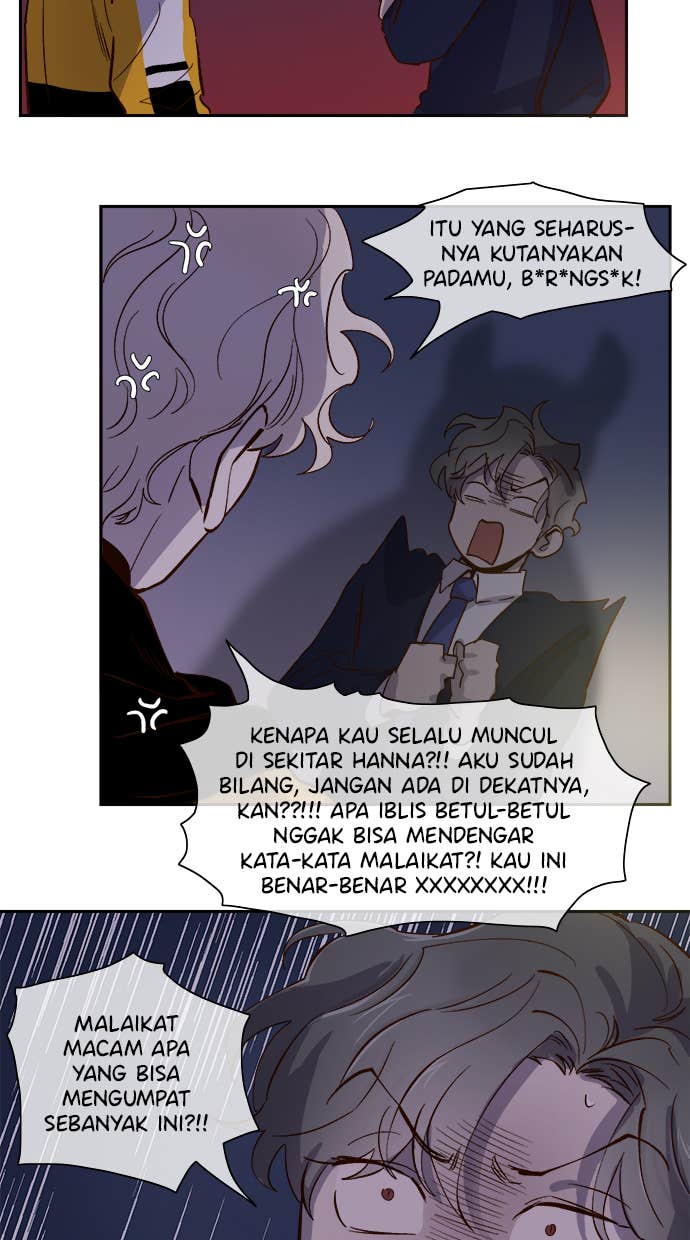 ITU YANG SEHARUS-
NYA KUTANYAKAN
PADAMU, B*R*NGS*K!
KENAPA KAU SELALU MUNCUL
DI SEKITAR HANNA?!! AKU SUDAH
BILANG, JANGAN ADA DI DEKATNYA,
KAN??!!! APA IBLIS BETUL-BETUL
NGGAK BISA MENDENGAR
KATA-KATA MALAIKAT?! KAU INI
BENAR-BENAR XXXXXXXX!!!
MALAIKAT
MACAM APA
YANG BISA
MENGUMPAT
SEBANYAK INI?!!